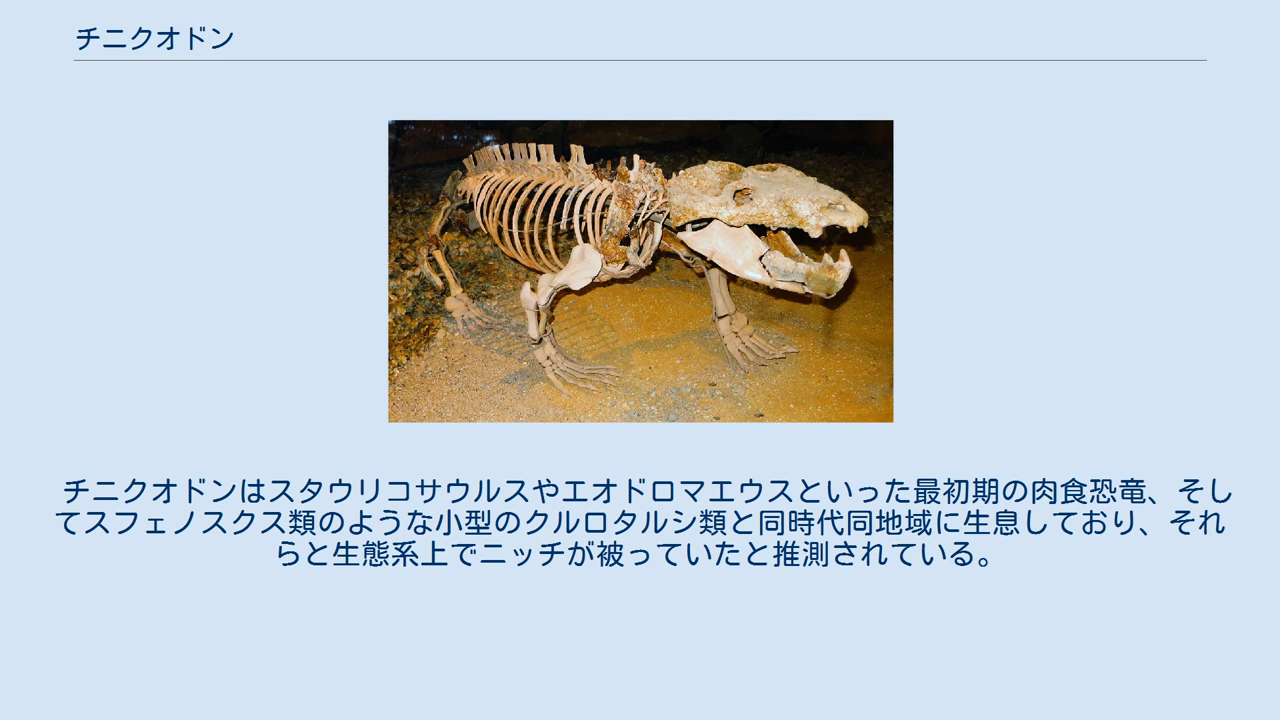 チニクオドン
チニクオドンはスタウリコサウルスやエオドロマエウスといった最初期の肉食恐竜、そし
てスフェノスクス類のような小型のクルロタルシ類と同時代同地域に生息しており、それ
らと生態系上でニッチが被っていたと推測されている。